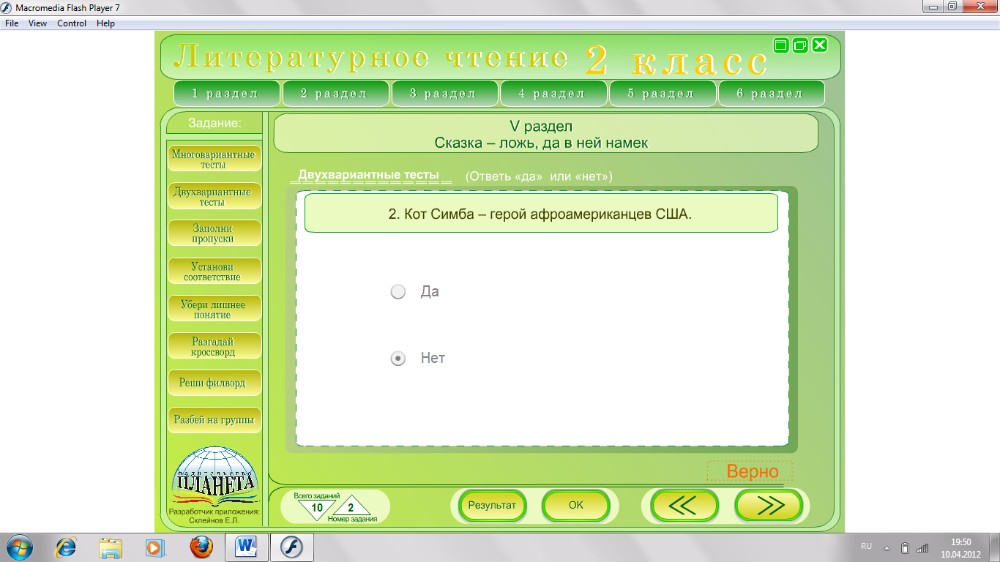 Macromedia Flash Player 7
File View Control Help
Литературное чтение 2 класс
1 раздел 2 раздел 3 раздел 4 раздел 5 раздел 6 раздел
Задание:
Многовариантные
тесты
Двухвариантные
тесты
Заполни
пропуски
Установи
соответствие
Убери лишнее
понятие
Разгадай
кроссворд
Реши филворд
Разбей на группы
издательство
ПЛАНЕТА
Разработчик приложения:
Склейнов Е.Л.
V раздел
Сказка – ложь, да в ней намек
Двухвариантные тесты (Ответь «да» или «нет»)
2. Кот Симба – герой афроамериканцев США.
Да
Нет
Верно
Всего заданий
10 2
Номер задания
Результат OK
RU
19:50
10.04.2012